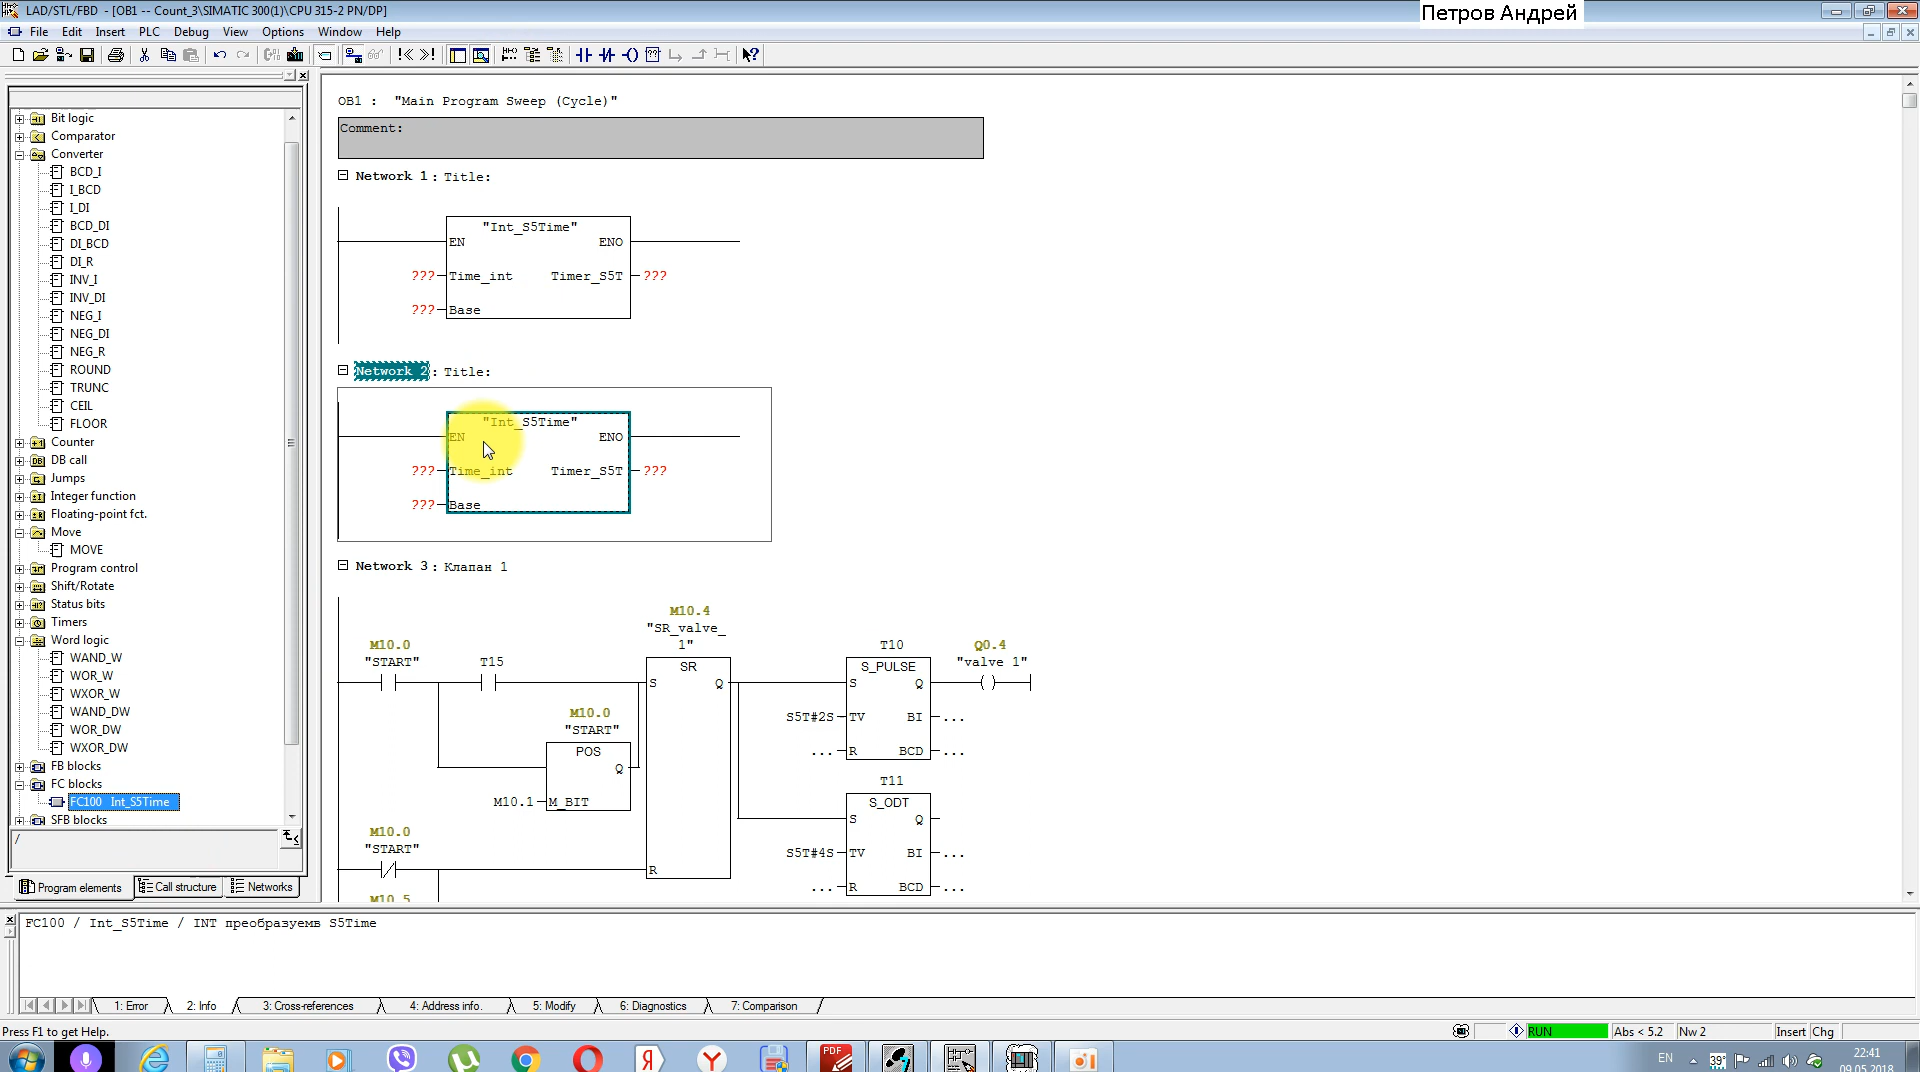 LAD/STL/FBD - [OB1 -- Count_3\SIMATIC 300(1)\CPU 315-2 PN/DP]
Петров Андрей
File Edit Insert PLC Debug View Options Window Help
OB1 : "Main Program Sweep (Cycle)"
Comment:
Network 1 : Title:
"Int_S5Time"
EN ENO
??? Time_int Timer_S5T ???
??? Base
Network 2 : Title:
"Int_S5Time"
EN ENO
??? Time_int Timer_S5T ???
??? Base
Network 3 : Клапан 1
M10.4
"SR_valve_
1"
M10.0 T10 Q0.4
"START" T15 SR S_PULSE "valve 1"
S Q S Q
M10.0 S5T#2S TV BI ...
"START"
POS ... R BCD ...
Q
T11
M10.1 M_BIT S_ODT
S Q
M10.0
"START" S5T#4S TV BI ...
R
... R BCD ...
M10.5
Bit logic
Comparator
Converter
BCD_I
I_BCD
I_DI
BCD_DI
DI_BCD
DI_R
INV_I
INV_DI
NEG_I
NEG_DI
NEG_R
ROUND
TRUNC
CEIL
FLOOR
Counter
DB call
Jumps
Integer function
Floating-point fct.
Move
MOVE
Program control
Shift/Rotate
Status bits
Timers
Word logic
WAND_W
WOR_W
WXOR_W
WAND_DW
WOR_DW
WXOR_DW
FB blocks
FC blocks
FC100 Int_S5Time
SFB blocks
/
Program elements Call structure Networks
FC100 / Int_S5Time / INT преобразуемв S5Time
1: Error 2: Info 3: Cross-references 4: Address info. 5: Modify 6: Diagnostics 7: Comparison
Press F1 to get Help.
RUN Abs < 5.2 Nw 2 Insert Chg
PDF
EN 39° 22:41
09.05.2018